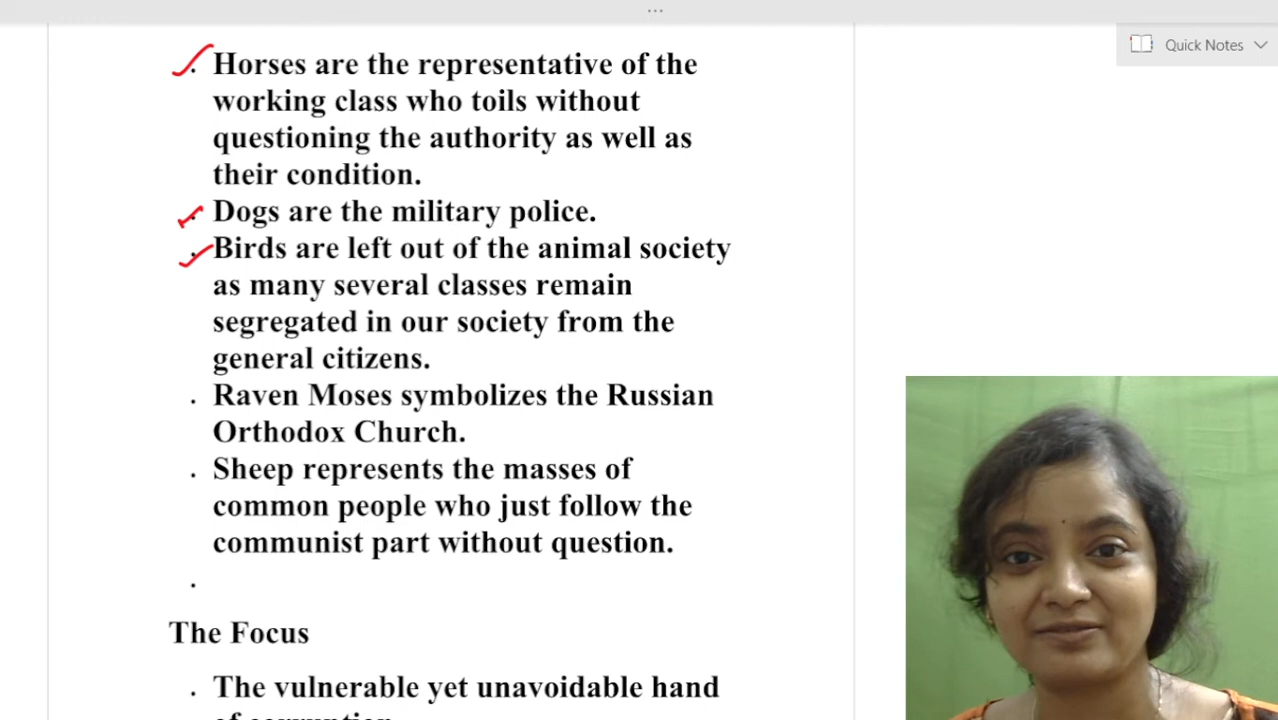 Quick Notes
Horses are the representative of the
working class who toils without
questioning the authority as well as
their condition.
Dogs are the military police.
Birds are left out of the animal society
as many several classes remain
segregated in our society from the
general citizens.
Raven Moses symbolizes the Russian
Orthodox Church.
Sheep represents the masses of
common people who just follow the
communist part without question.
The Focus
The vulnerable yet unavoidable hand
of corruption